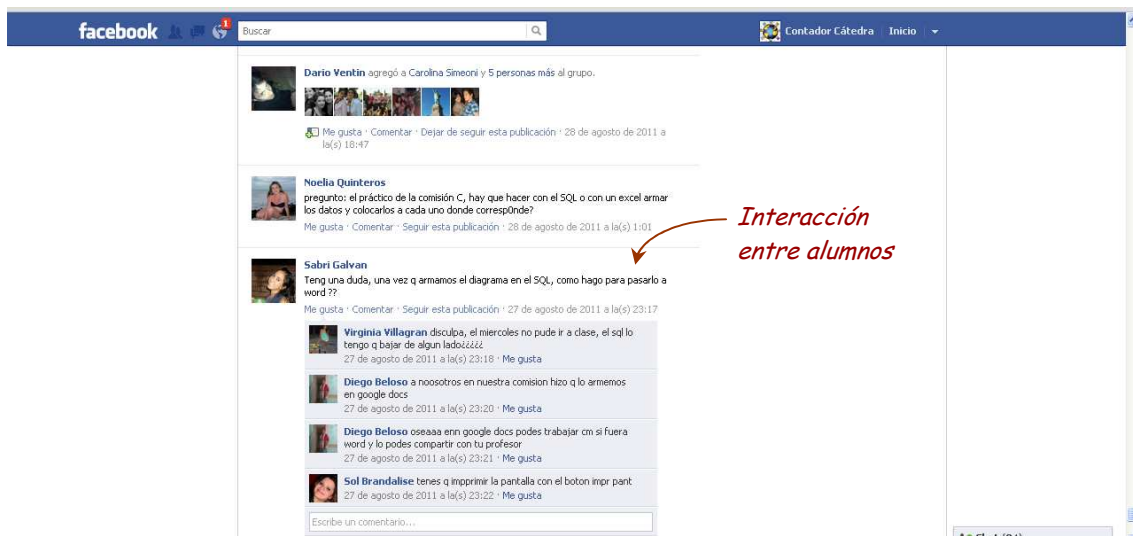 facebook 1 Buscar Contador Cátedra Inicio
Dario Ventin agregó a Carolina Simeoni y 5 personas más al grupo.
Me gusta · Comentar · Dejar de seguir esta publicación · 28 de agosto de 2011 a
la(s) 18:47
Noelia Quinteros
pregunto: el práctico de la comisión C, hay que hacer con el SQL o con un excel armar
los datos y colocarlos a cada uno donde corresp0nde?
Me gusta · Comentar · Seguir esta publicación · 28 de agosto de 2011 a la(s) 1:01
Interacción
entre alumnos
Sabri Galvan
Teng una duda, una vez q armamos el diagrama en el SQL, como hago para pasarlo a
word ??
Me gusta · Comentar · Seguir esta publicación · 27 de agosto de 2011 a la(s) 23:17
Virginia Villagran disculpa, el miercoles no pude ir a clase, el sql lo
tengo q bajar de algun lado¿¿¿¿¿
27 de agosto de 2011 a la(s) 23:18 · Me gusta
Diego Beloso a noosotros en nuestra comision hizo q lo armemos
en google docs
27 de agosto de 2011 a la(s) 23:20 · Me gusta
Diego Beloso oseaaa enn google docs podes trabajar cm si fuera
word y lo podes compartir con tu profesor
27 de agosto de 2011 a la(s) 23:21 · Me gusta
Sol Brandalise tenes q impprimir la pantalla con el boton impr pant
27 de agosto de 2011 a la(s) 23:22 · Me gusta
Escribe un comentario...